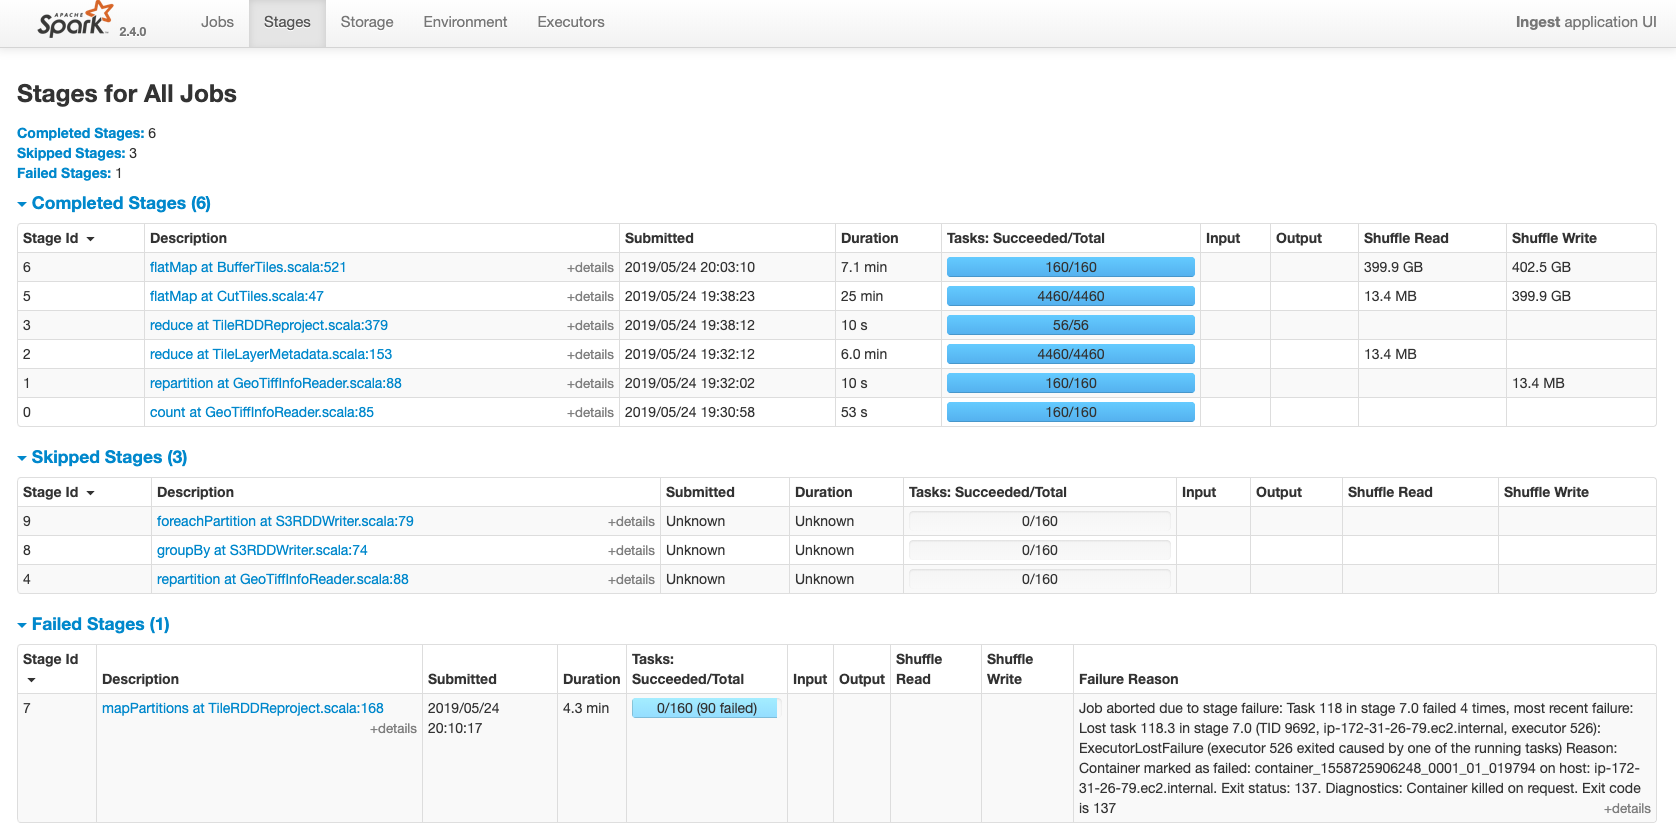 APACHE
Spark 2.4.0 Jobs Stages Storage Environment Executors Ingest application UI
Stages for All Jobs
Completed Stages: 6
Skipped Stages: 3
Failed Stages: 1
Completed Stages (6)
Stage Id Description Submitted Duration Tasks: Succeeded/Total Input Output Shuffle Read Shuffle Write
6 flatMap at BufferTiles.scala:521 +details 2019/05/24 20:03:10 7.1 min 160/160 399.9 GB 402.5 GB
5 flatMap at CutTiles.scala:47 +details 2019/05/24 19:38:23 25 min 4460/4460 13.4 MB 399.9 GB
3 reduce at TileRDDReproject.scala:379 +details 2019/05/24 19:38:12 10 s 56/56
2 reduce at TileLayerMetadata.scala:153 +details 2019/05/24 19:32:12 6.0 min 4460/4460 13.4 MB
1 repartition at GeoTiffInfoReader.scala:88 +details 2019/05/24 19:32:02 10 s 160/160 13.4 MB
0 count at GeoTiffInfoReader.scala:85 +details 2019/05/24 19:30:58 53 s 160/160
Skipped Stages (3)
Stage Id Description Submitted Duration Tasks: Succeeded/Total Input Output Shuffle Read Shuffle Write
9 foreachPartition at S3RDDWriter.scala:79 +details Unknown Unknown 0/160
8 groupBy at S3RDDWriter.scala:74 +details Unknown Unknown 0/160
4 repartition at GeoTiffInfoReader.scala:88 +details Unknown Unknown 0/160
Failed Stages (1)
Stage Id Tasks: Shuffle Shuffle
Description Submitted Duration Succeeded/Total Input Output Read Write Failure Reason
7 mapPartitions at TileRDDReproject.scala:168 2019/05/24 4.3 min 0/160 (90 failed) Job aborted due to stage failure: Task 118 in stage 7.0 failed 4 times, most recent failure:
+details 20:10:17 Lost task 118.3 in stage 7.0 (TID 9692, ip-172-31-26-79.ec2.internal, executor 526):
ExecutorLostFailure (executor 526 exited caused by one of the running tasks) Reason:
Container marked as failed: container_1558725906248_0001_01_019794 on host: ip-172-
31-26-79.ec2.internal. Exit status: 137. Diagnostics: Container killed on request. Exit code
is 137 +details